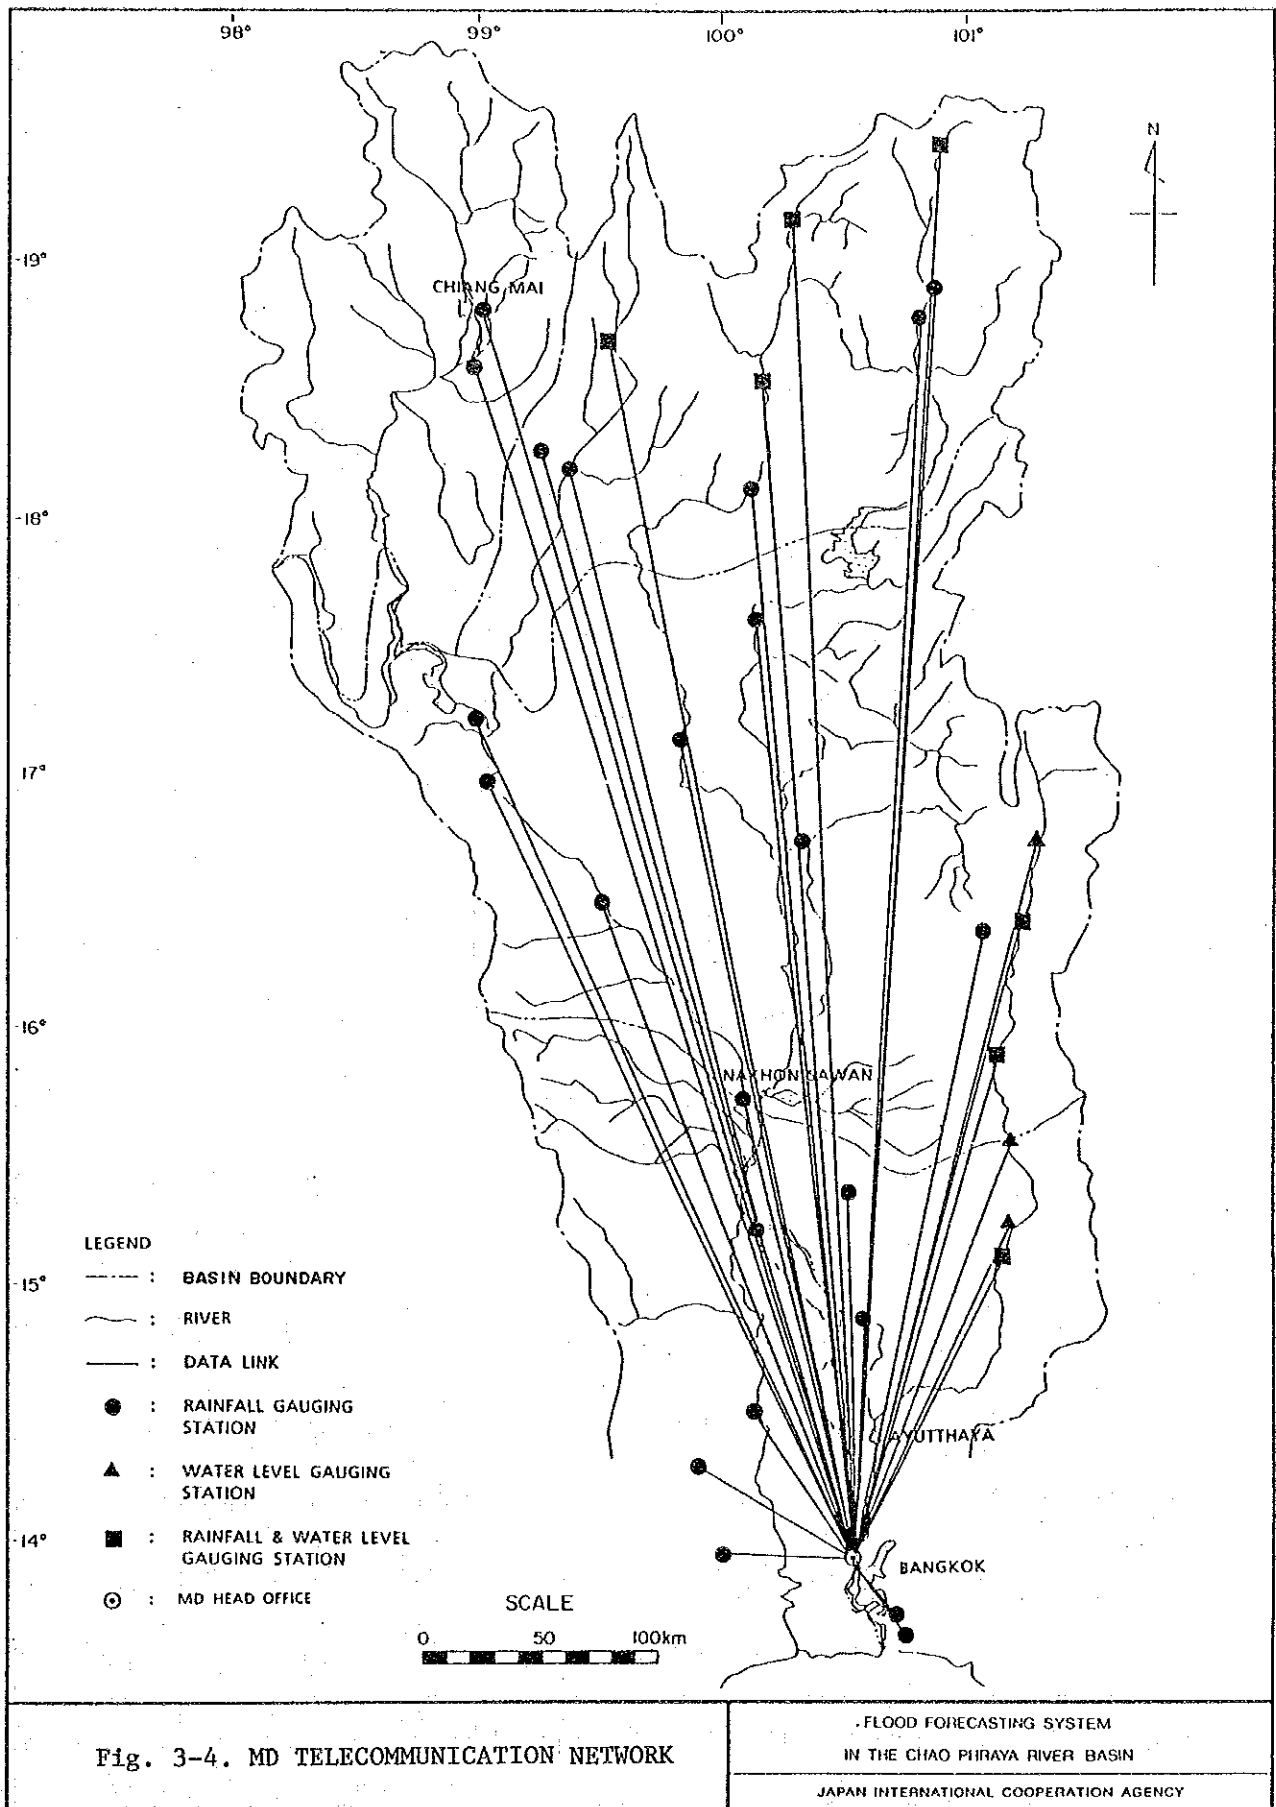 98°
99°
100°
101°
N
19°
CHIANG MAI
18°
17°
16°
NAKHON SAWAN
LEGEND
BASIN BOUNDARY
15°
RIVER
DATA LINK
RAINFALL GAUGING
STATION
AYUTTHAYA
WATER LEVEL GAUGING
STATION
14°
RAINFALL & WATER LEVEL
GAUGING STATION
BANGKOK
MD HEAD OFFICE
SCALE
0 50 100km
Fig. 3-4. MD TELECOMMUNICATION NETWORK
FLOOD FORECASTING SYSTEM
IN THE CHAO PHRAYA RIVER BASIN
JAPAN INTERNATIONAL COOPERATION AGENCY